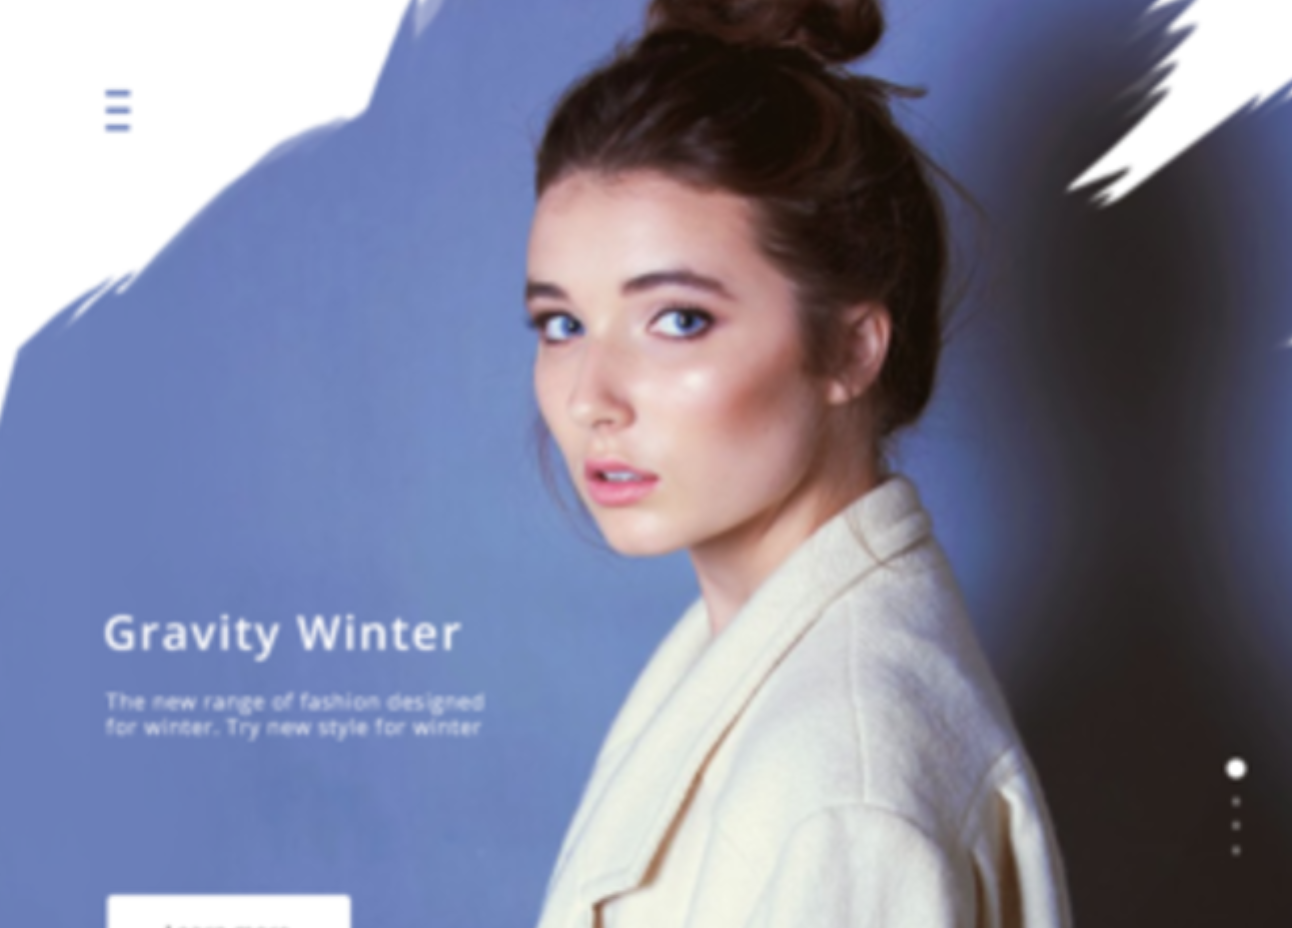 Gravity Winter
The new range of fashion designed
for winter. Try new style for winter